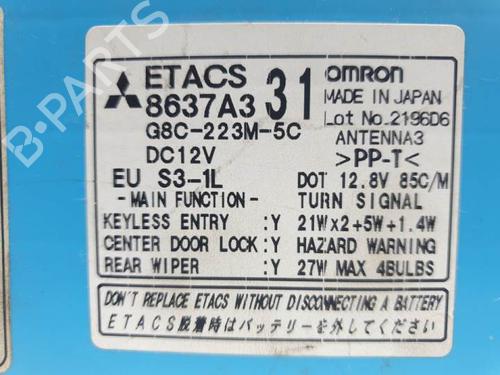 ETACS
8637A331
G8C-223M-5C
DC12V
EU S3-1L
- MAIN FUNCTION -
KEYLESS ENTRY :Y
CENTER DOOR LOCK :Y
REAR WIPER :Y
omron
MADE IN JAPAN
Lot No.2196D6
ANTENNA3
>PP-T<
DOT 12.8V 85C/M
TURN SIGNAL
21W×2+5W+1.4W
HAZARD WARNING
27W MAX 4BULBS
DON'T REPLACE ETACS WITHOUT DISCONNECTING A BATTERY
ETACS脱着時はバッテリーを外してください